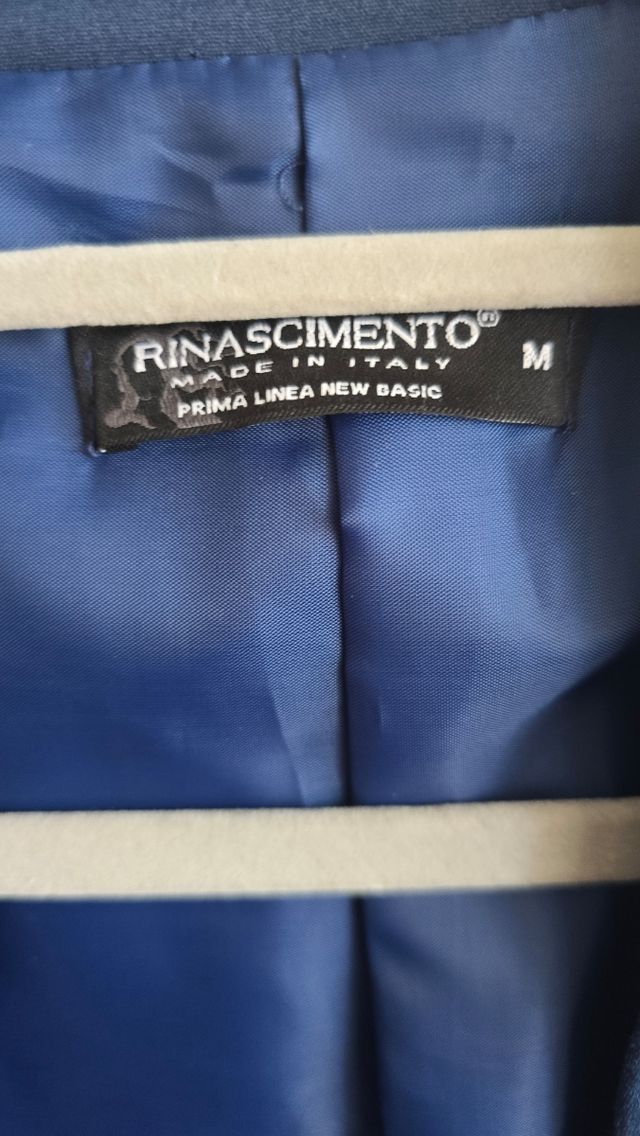 RINASCIMENTO® M
MADE IN ITALY
PRIMA LINEA NEW BASIC